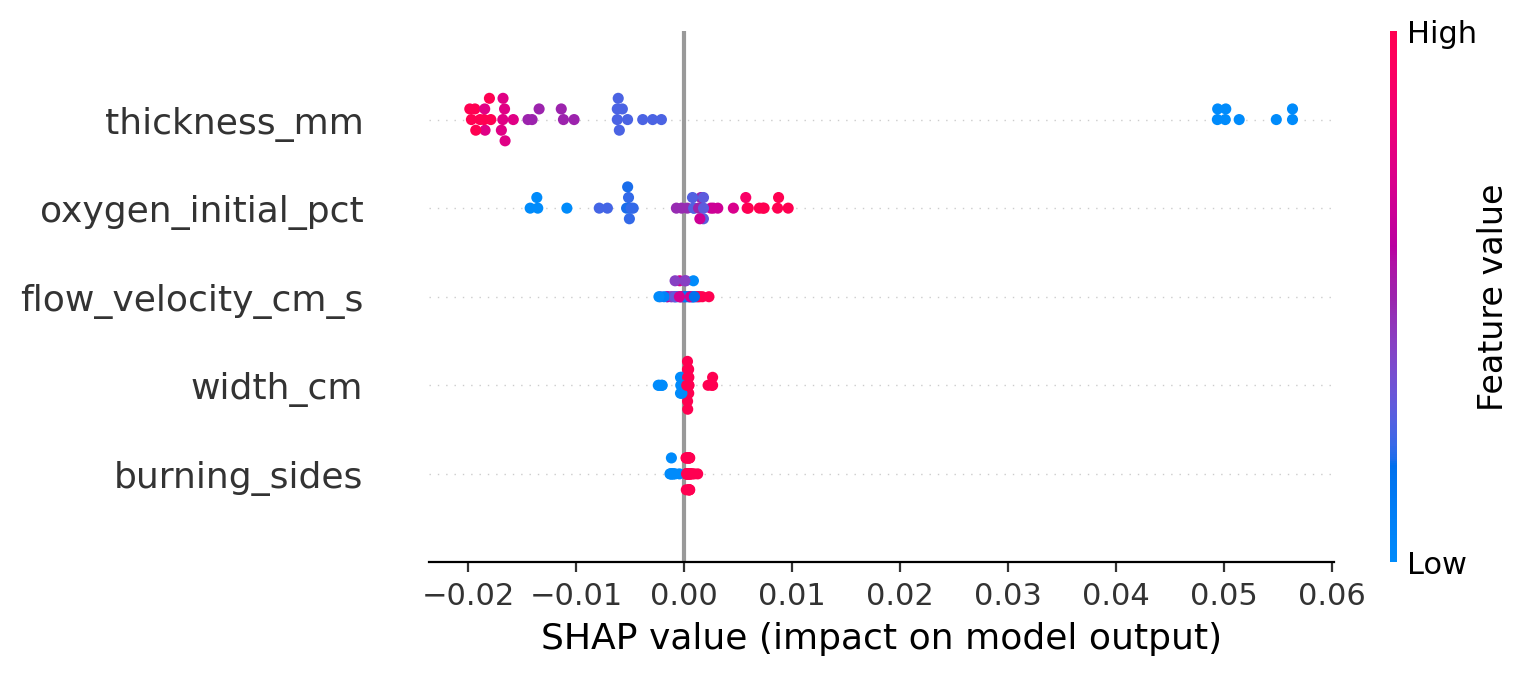 High
thickness_mm
oxygen_initial_pct
flow_velocity_cm_s
width_cm
burning_sides
Low
Feature value
−0.02 −0.01 0.00 0.01 0.02 0.03 0.04 0.05 0.06
SHAP value (impact on model output)